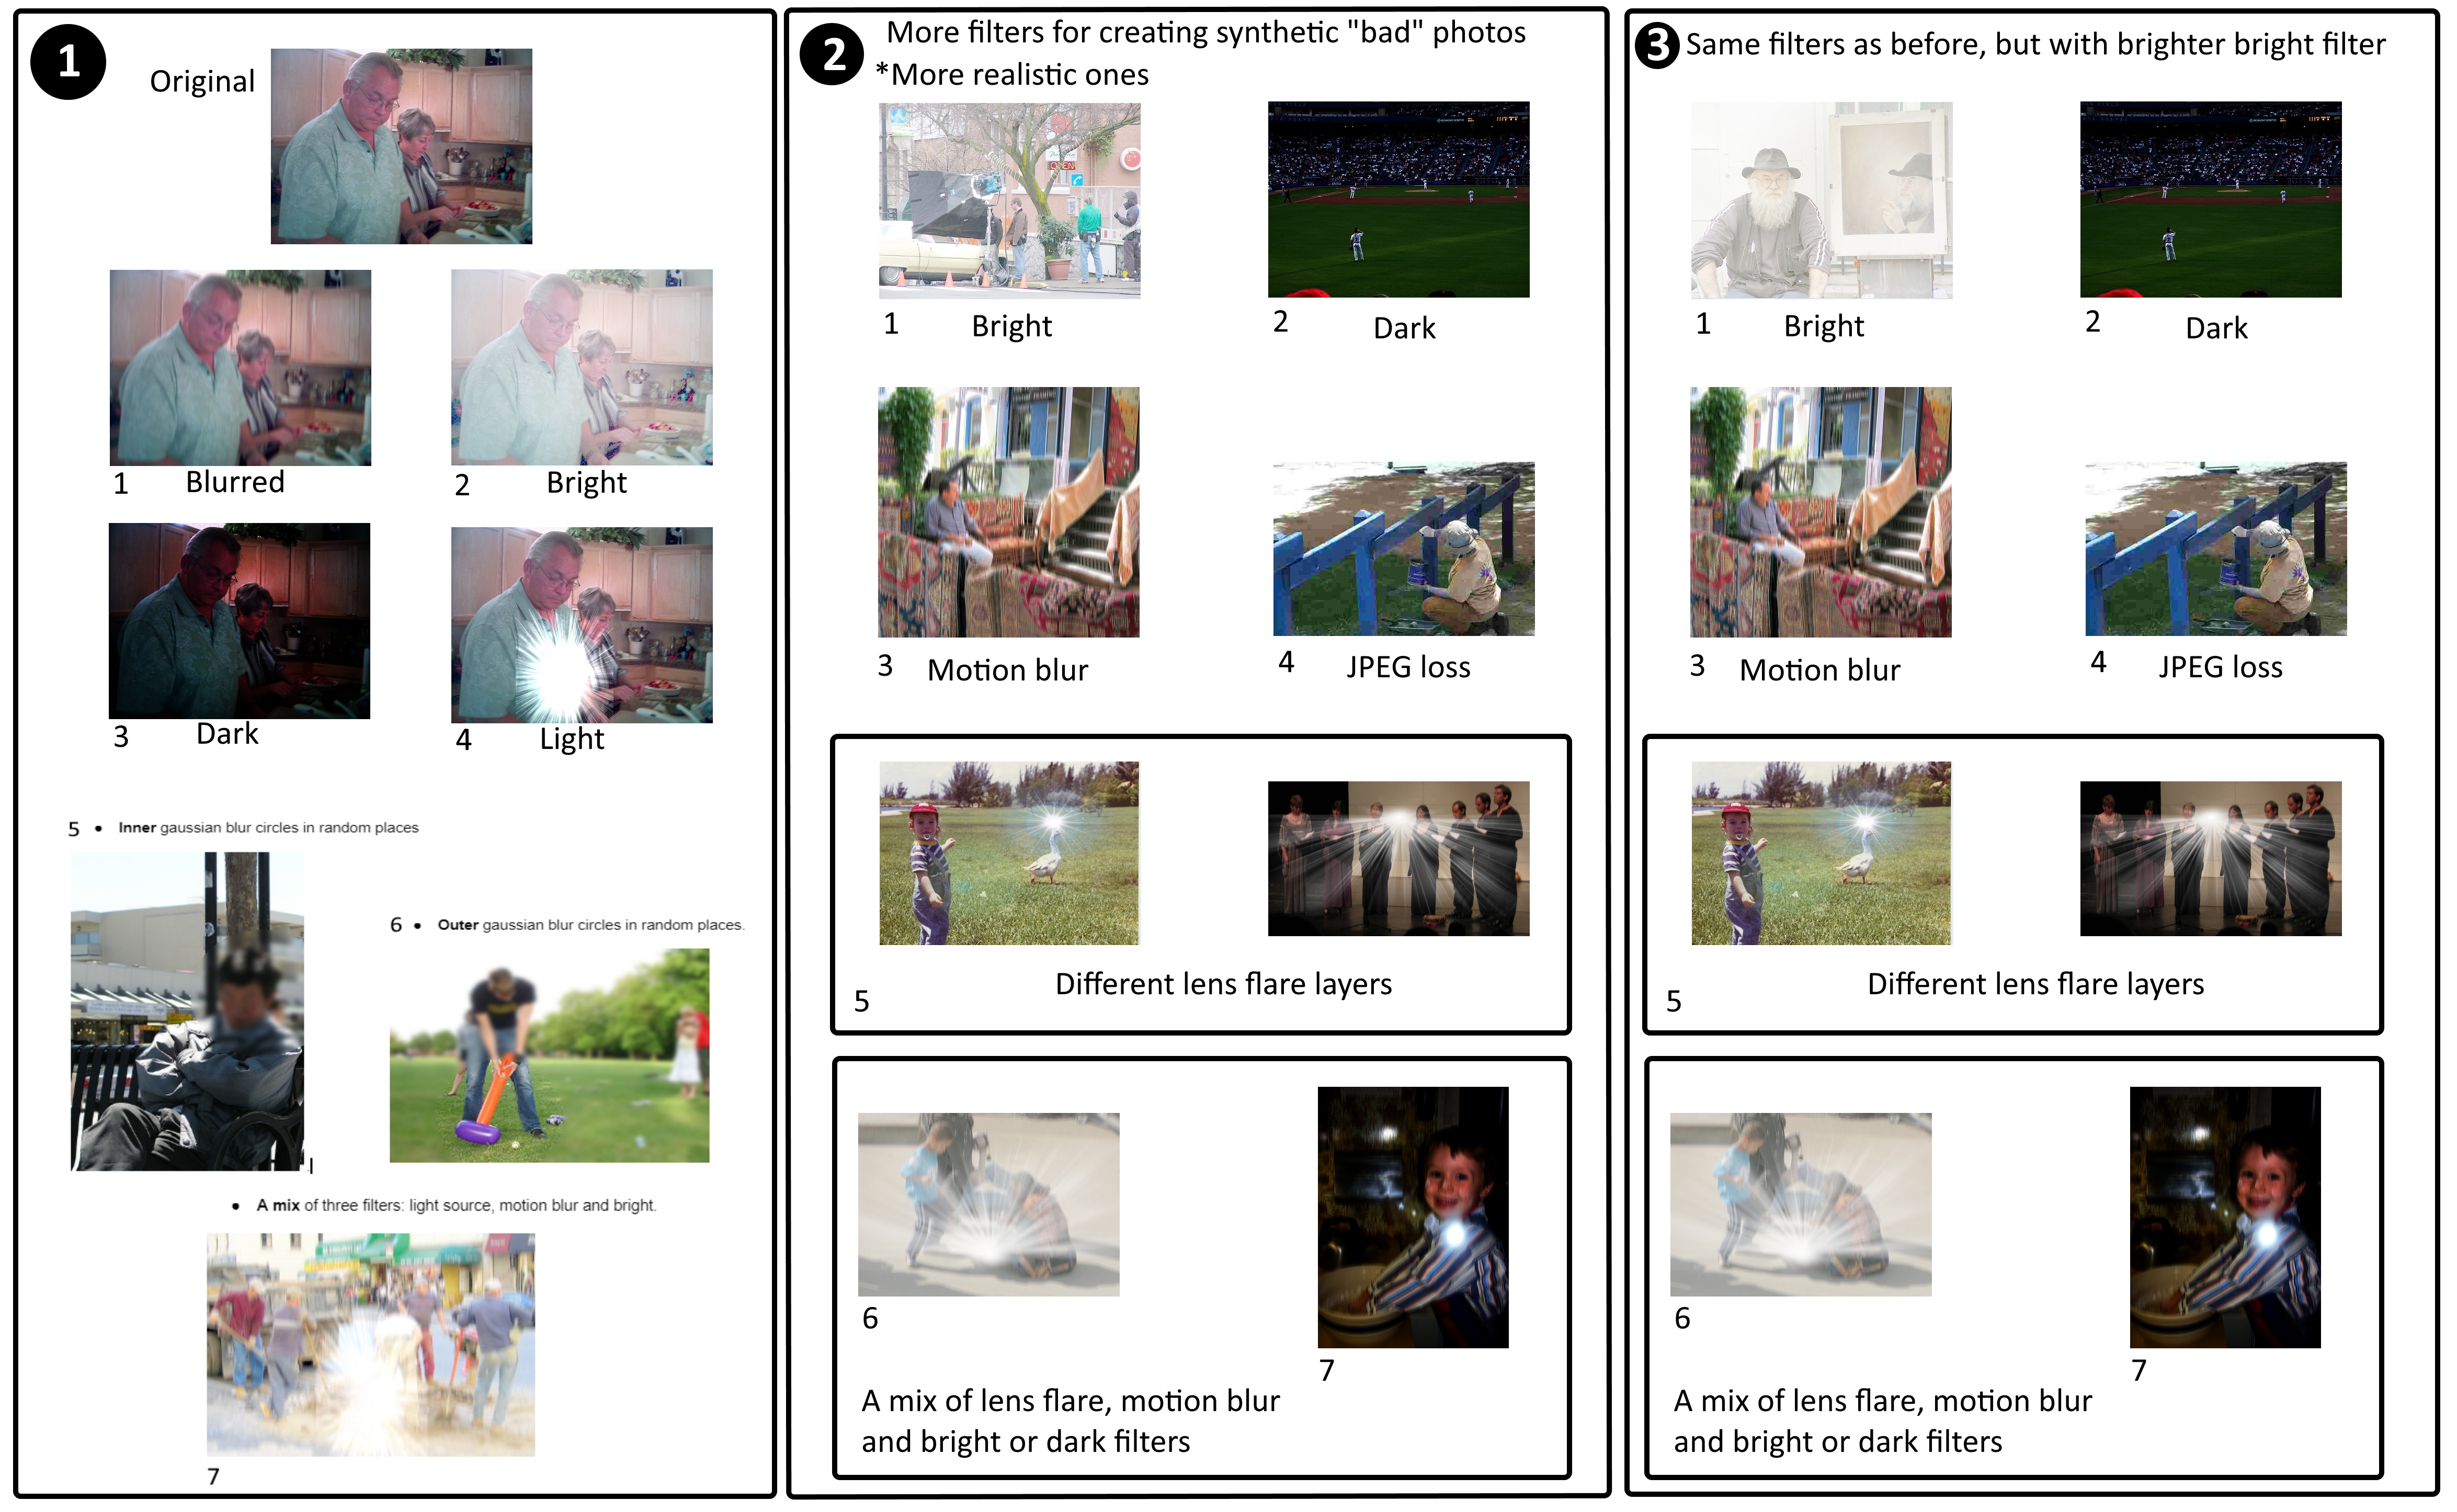 1
Original
1 Blurred
2 Bright
3 Dark
4 Light
5 • Inner gaussian blur circles in random places
6 • Outer gaussian blur circles in random places.
• A mix of three filters: light source, motion blur and bright.
7
2
More filters for creating synthetic "bad" photos
*More realistic ones
OPEN
1 Bright
2 Dark
3 Motion blur
4 JPEG loss
Different lens flare layers
5
6
7
A mix of lens flare, motion blur
and bright or dark filters
3 Same filters as before, but with brighter bright filter
1 Bright
2 Dark
3 Motion blur
4 JPEG loss
Different lens flare layers
5
6
7
A mix of lens flare, motion blur
and bright or dark filters